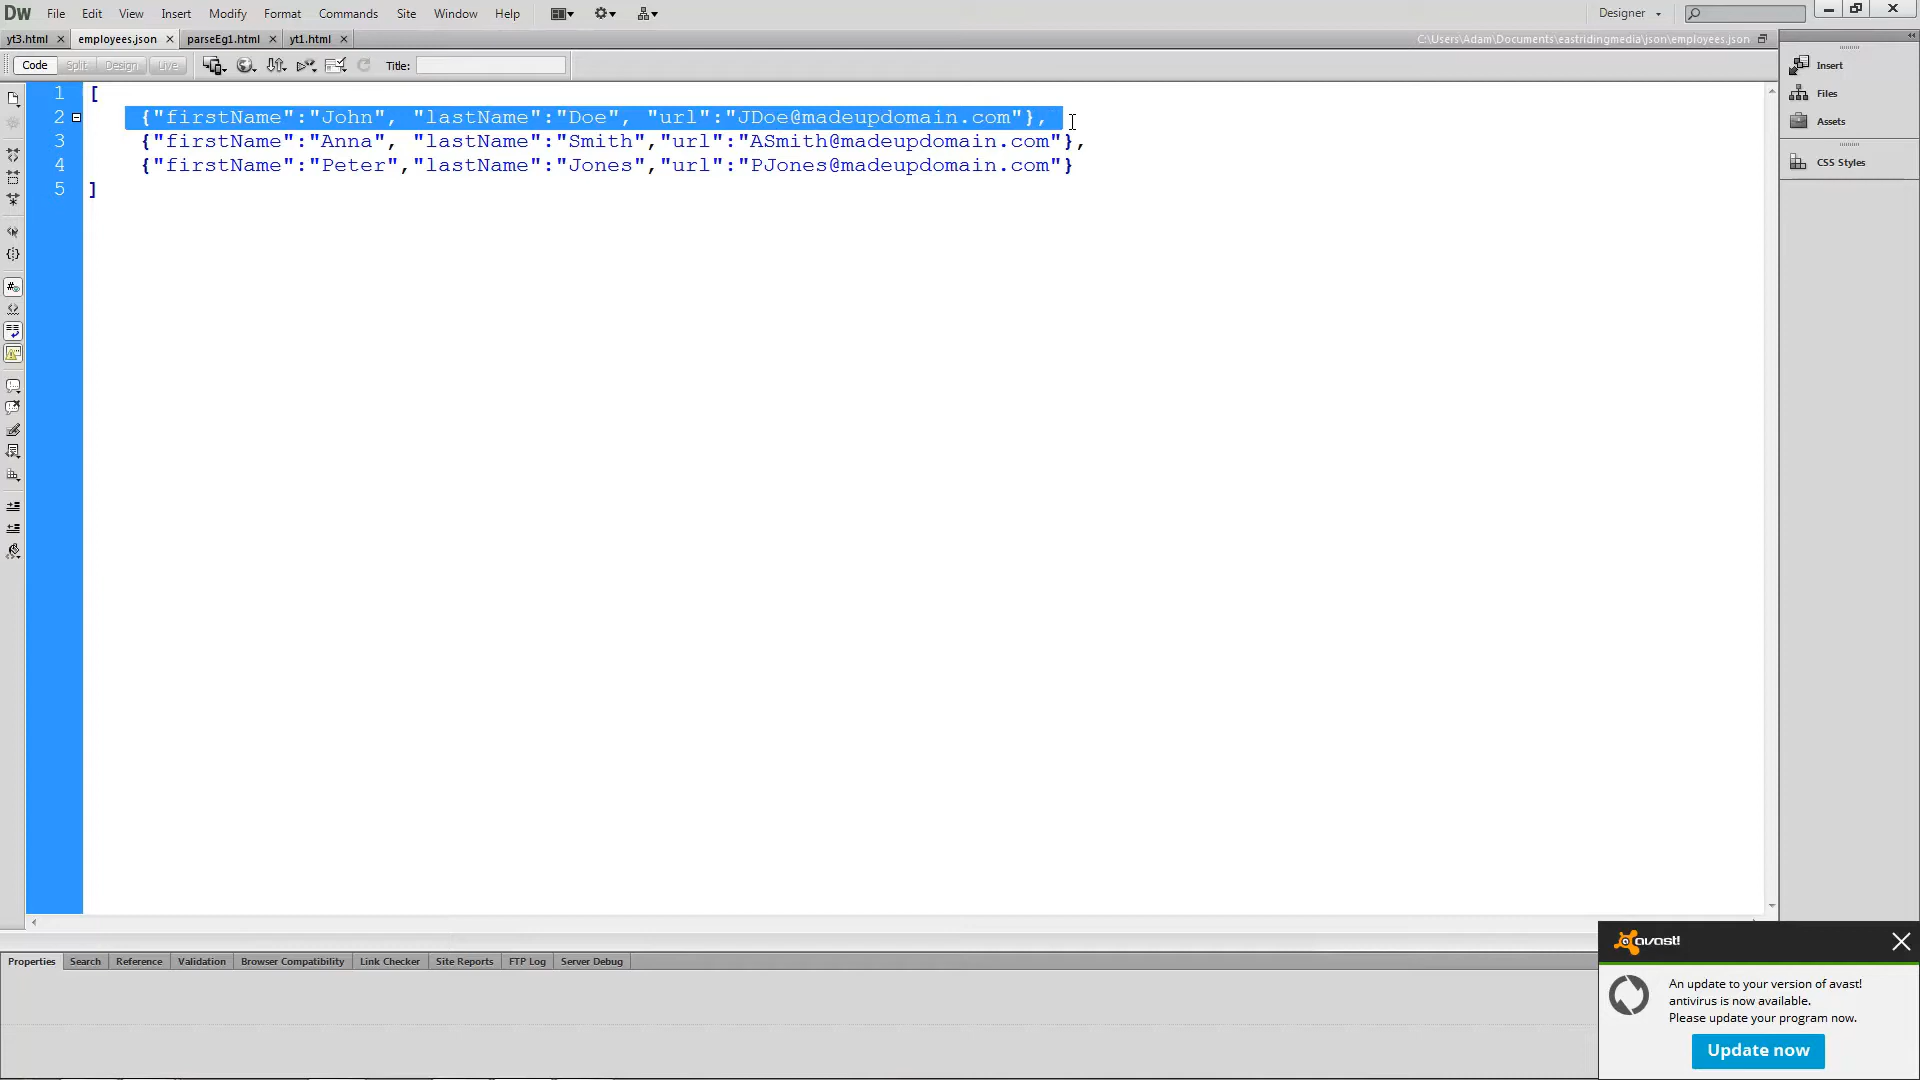 Dw File Edit View Insert Modify Format Commands Site Window Help Designer
yt3.html employees.json parseEg1.html yt1.html C:\Users\Adam\Documents\eastridingmedia\json\employees.json
Code Split Design Live Title:
1 [
2 {"firstName":"John", "lastName":"Doe", "url":"JDoe@madeupdomain.com"},
3 {"firstName":"Anna", "lastName":"Smith","url":"ASmith@madeupdomain.com"},
4 {"firstName":"Peter","lastName":"Jones","url":"PJones@madeupdomain.com"}
5 ]
Insert
Files
Assets
CSS Styles
Properties Search Reference Validation Browser Compatibility Link Checker Site Reports FTP Log Server Debug
avast!
An update to your version of avast!
antivirus is now available.
Please update your program now.
Update now